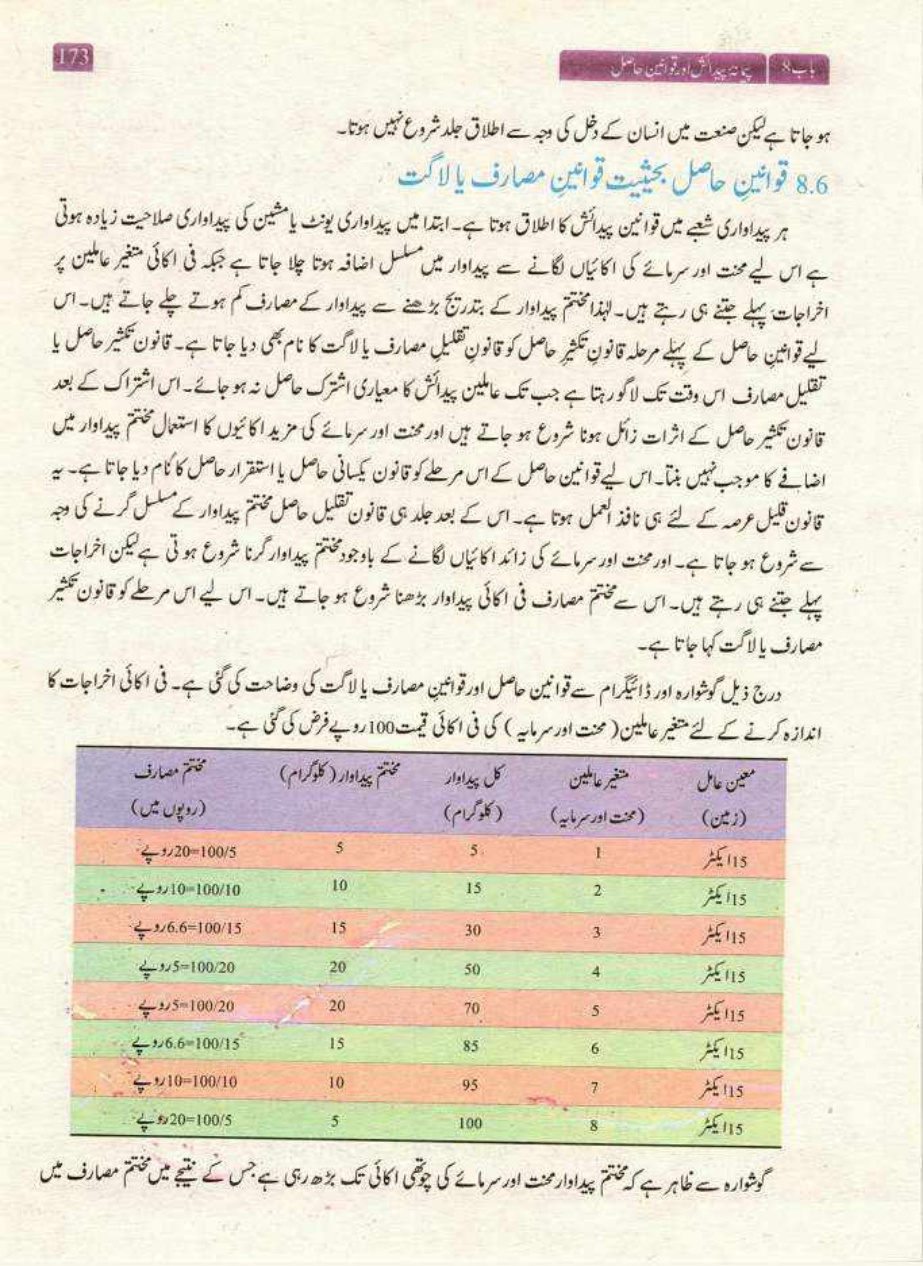 باب 8 پیمانہ پیدائش اور قوانین حاصل
173
ہو جاتا ہے لیکن صنعت میں انسان کے دخل کی وجہ سے اطلاق جلد شروع نہیں ہوتا۔
8.6 قوانینِ حاصل بحیثیت قوانینِ مصارف یا لاگت
ہر پیداواری شعبے میں قوانین پیدائش کا اطلاق ہوتا ہے۔ ابتدا میں پیداواری یونٹ یا مشین کی پیداواری صلاحیت زیادہ ہوتی
ہے اس لیے محنت اور سرمائے کی اکائیاں لگانے سے پیداوار میں مسلسل اضافہ ہوتا چلا جاتا ہے جبکہ فی اکائی متغیر عاملین پر
اخراجات پہلے جتنے ہی رہتے ہیں۔ لہٰذا مختتم پیداوار کے بتدریج بڑھنے سے پیداوار کے مصارف کم ہوتے چلے جاتے ہیں۔ اس
لیے قوانینِ حاصل کے پہلے مرحلہ قانونِ تکثیرِ حاصل کو قانونِ تقلیلِ مصارف یا لاگت کا نام بھی دیا جاتا ہے۔ قانون تکثیر حاصل یا
تقلیل مصارف اس وقت تک لاگو رہتا ہے جب تک عاملین پیدائش کا معیاری اشترک حاصل نہ ہو جائے۔ اس اشتراک کے بعد
قانون تکثیر حاصل کے اثرات زائل ہونا شروع ہو جاتے ہیں اور محنت اور سرمائے کی مزید اکائیوں کا استعمال مختتم پیداوار میں
اضافے کا موجب نہیں بنتا۔ اس لیے قوانین حاصل کے اس مرحلے کو قانون یکسانی حاصل یا استقرار حاصل کا نام دیا جاتا ہے۔ یہ
قانون قلیل عرصہ کے لئے ہی نافذ العمل ہوتا ہے۔ اس کے بعد جلد ہی قانون تقلیل حاصل مختتم پیداوار کے مسلسل گرنے کی وجہ
سے شروع ہو جاتا ہے۔ اور محنت اور سرمائے کی زائد اکائیاں لگانے کے باوجود مختتم پیداوار گرنا شروع ہوتی ہے لیکن اخراجات
پہلے جتنے ہی رہتے ہیں۔ اس سے مختتم مصارف فی اکائی پیداوار بڑھنا شروع ہو جاتے ہیں۔ اس لیے اس مرحلے کو قانون تکثیر
مصارف یا لاگت کہا جاتا ہے۔
درج ذیل گوشوارہ اور ڈائیگرام سے قوانین حاصل اور قوانینِ مصارف یا لاگت کی وضاحت کی گئی ہے۔ فی اکائی اخراجات کا
اندازہ کرنے کے لئے متغیر عاملین (محنت اور سرمایہ) کی فی اکائی قیمت 100 روپے فرض کی گئی ہے۔
معین عامل متغیر عاملین کل پیداوار مختتم پیداوار (کلوگرام) مختتم مصارف
(زمین) (محنت اور سرمایہ) (کلوگرام) (روپوں میں)
15 ایکٹر 1 5 5 20=100/5 روپے
15 ایکٹر 2 15 10 10=100/10 روپے
15 ایکٹر 3 30 15 6.6=100/15 روپے
15 ایکٹر 4 50 20 5=100/20 روپے
15 ایکٹر 5 70 20 5=100/20 روپے
15 ایکٹر 6 85 15 6.6=100/15 روپے
15 ایکٹر 7 95 10 10=100/10 روپے
15 ایکٹر 8 100 5 20=100/5 روپے
گوشوارہ سے ظاہر ہے کہ مختتم پیداوار محنت اور سرمائے کی چوتھی اکائی تک بڑھ رہی ہے جس کے نتیجے میں مختتم مصارف میں